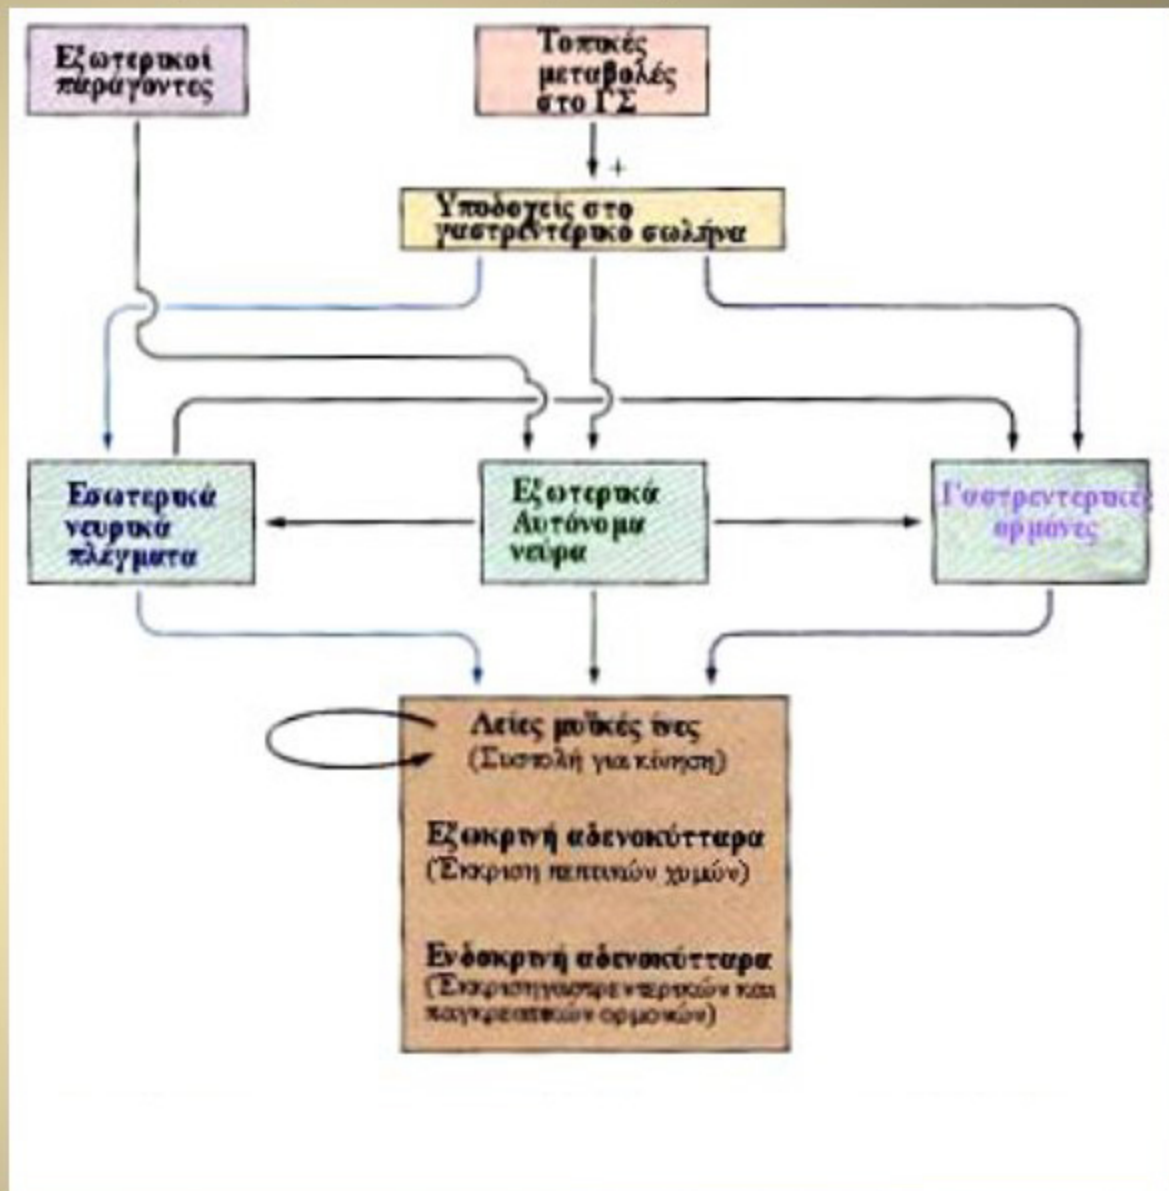 Εξωτερικοί
παράγοντες
Τοπικές
μεταβολές
στο ΓΣ
+
Υποδοχείς στο
γαστρεντερικό σωλήνα
Εσωτερικά
νευρικά
πλέγματα
Εξωτερικά
Αυτόνομα
νεύρα
Γαστρεντερικές
ορμόνες
Λείες μυϊκές ίνες
(Συστολή για κίνηση)
Εξωκρινή αδενοκύτταρα
(Έκκριση πεπτικών χυμών)
Ενδοκρινή αδενοκύτταρα
(Έκκριση γαστρεντερικών και
παγκρεατικών ορμονών)